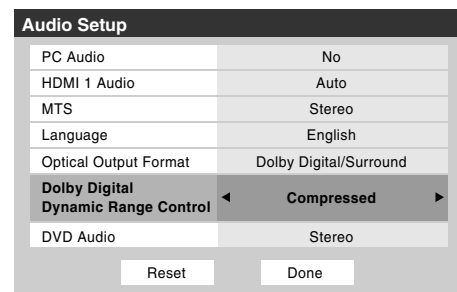 Audio Setup
PC Audio No
HDMI 1 Audio Auto
MTS Stereo
Language English
Optical Output Format Dolby Digital/Surround
Dolby Digital
Dynamic Range Control ◀ Compressed ▶
DVD Audio Stereo
Reset Done